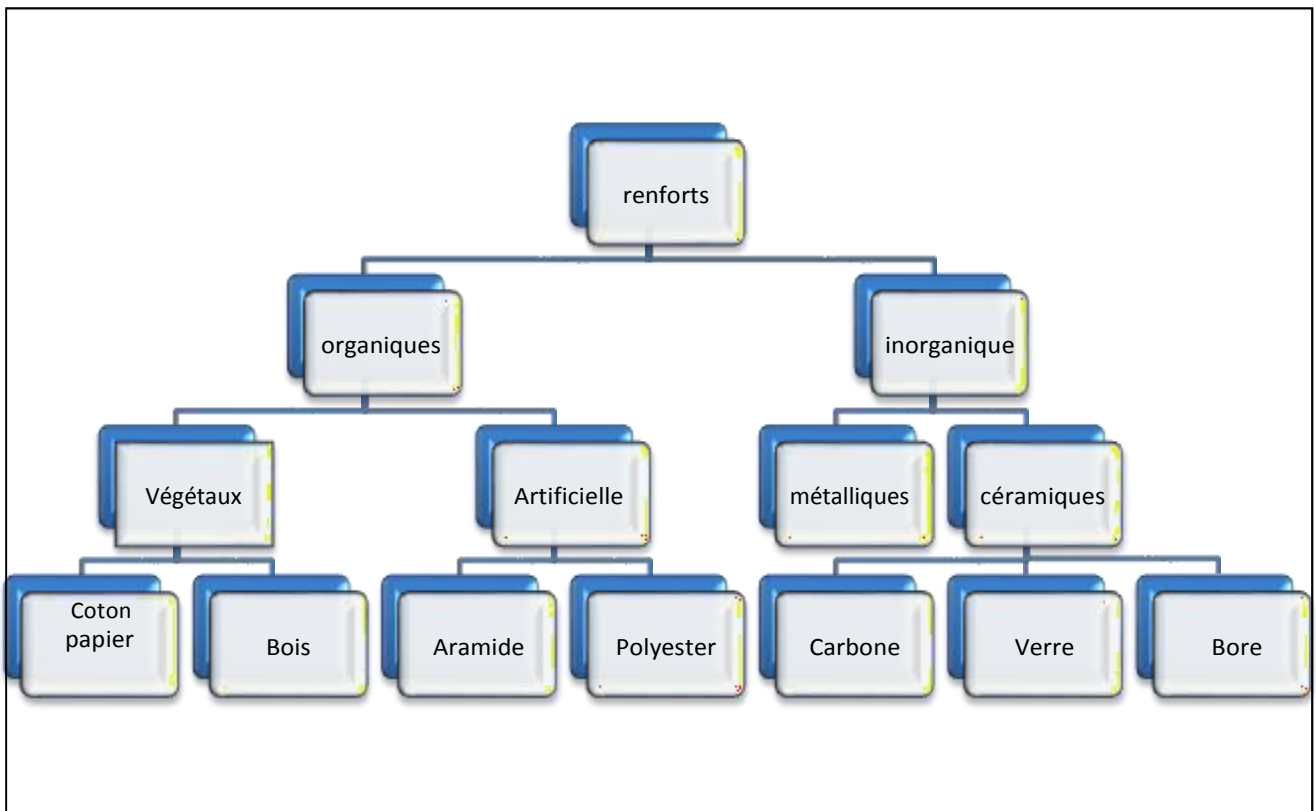 renforts
organiques
inorganique
Végétaux
Artificielle
métalliques
céramiques
Coton
papier
Bois
Aramide
Polyester
Carbone
Verre
Bore